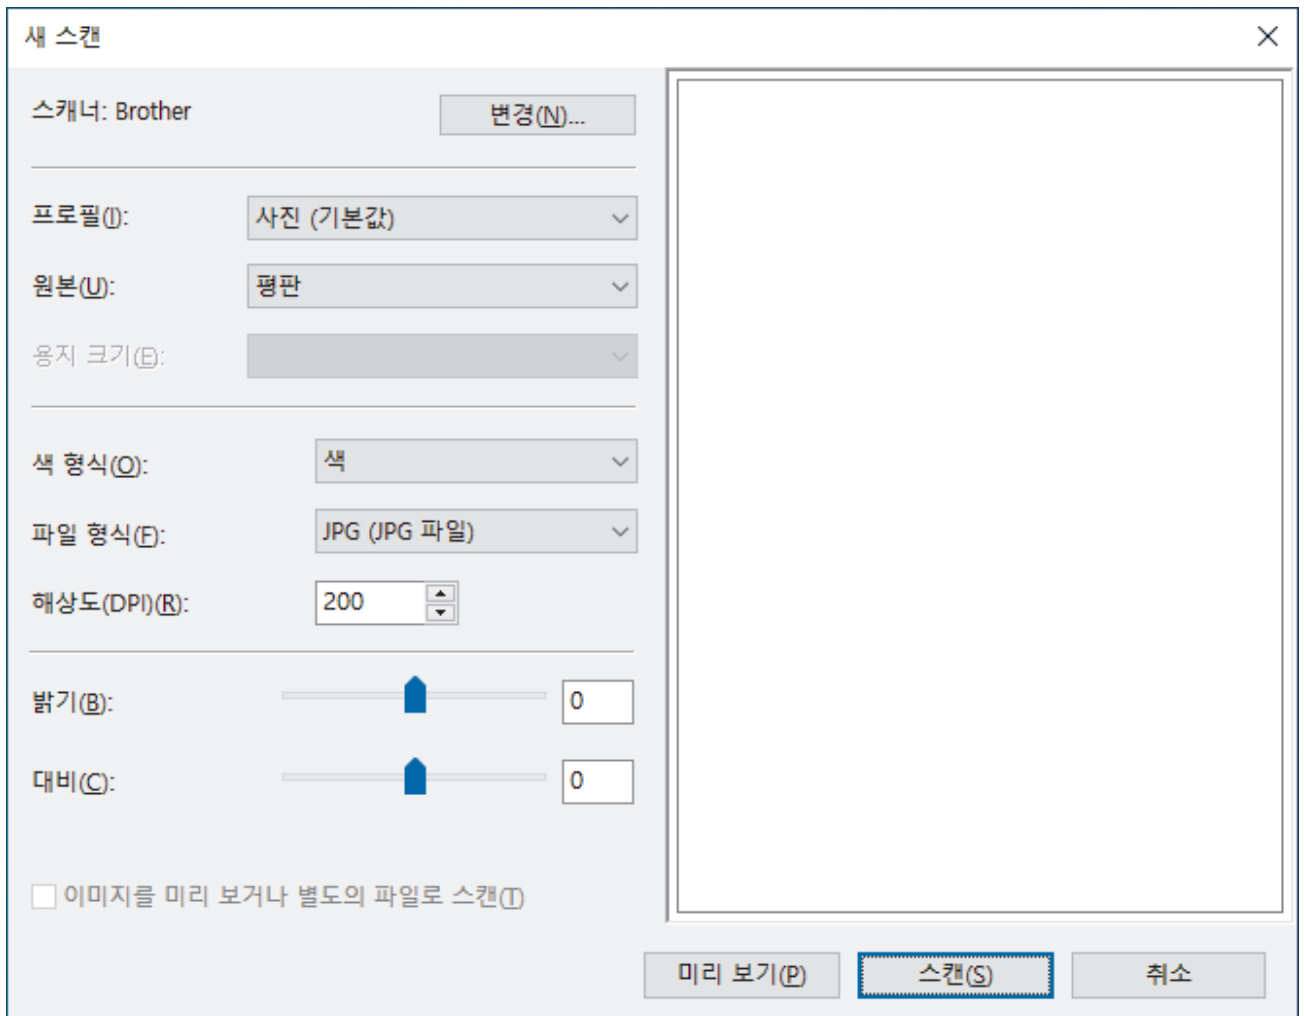 새 스캔
스캐너: Brother
변경(N)...
프로필(I):
사진 (기본값)
원본(U):
평판
용지 크기(E):
색 형식(O):
색
파일 형식(F):
JPG (JPG 파일)
해상도(DPI)(R):
200
밝기(B):
0
대비(C):
0
이미지를 미리 보거나 별도의 파일로 스캔(T)
미리 보기(P)
스캔(S)
취소